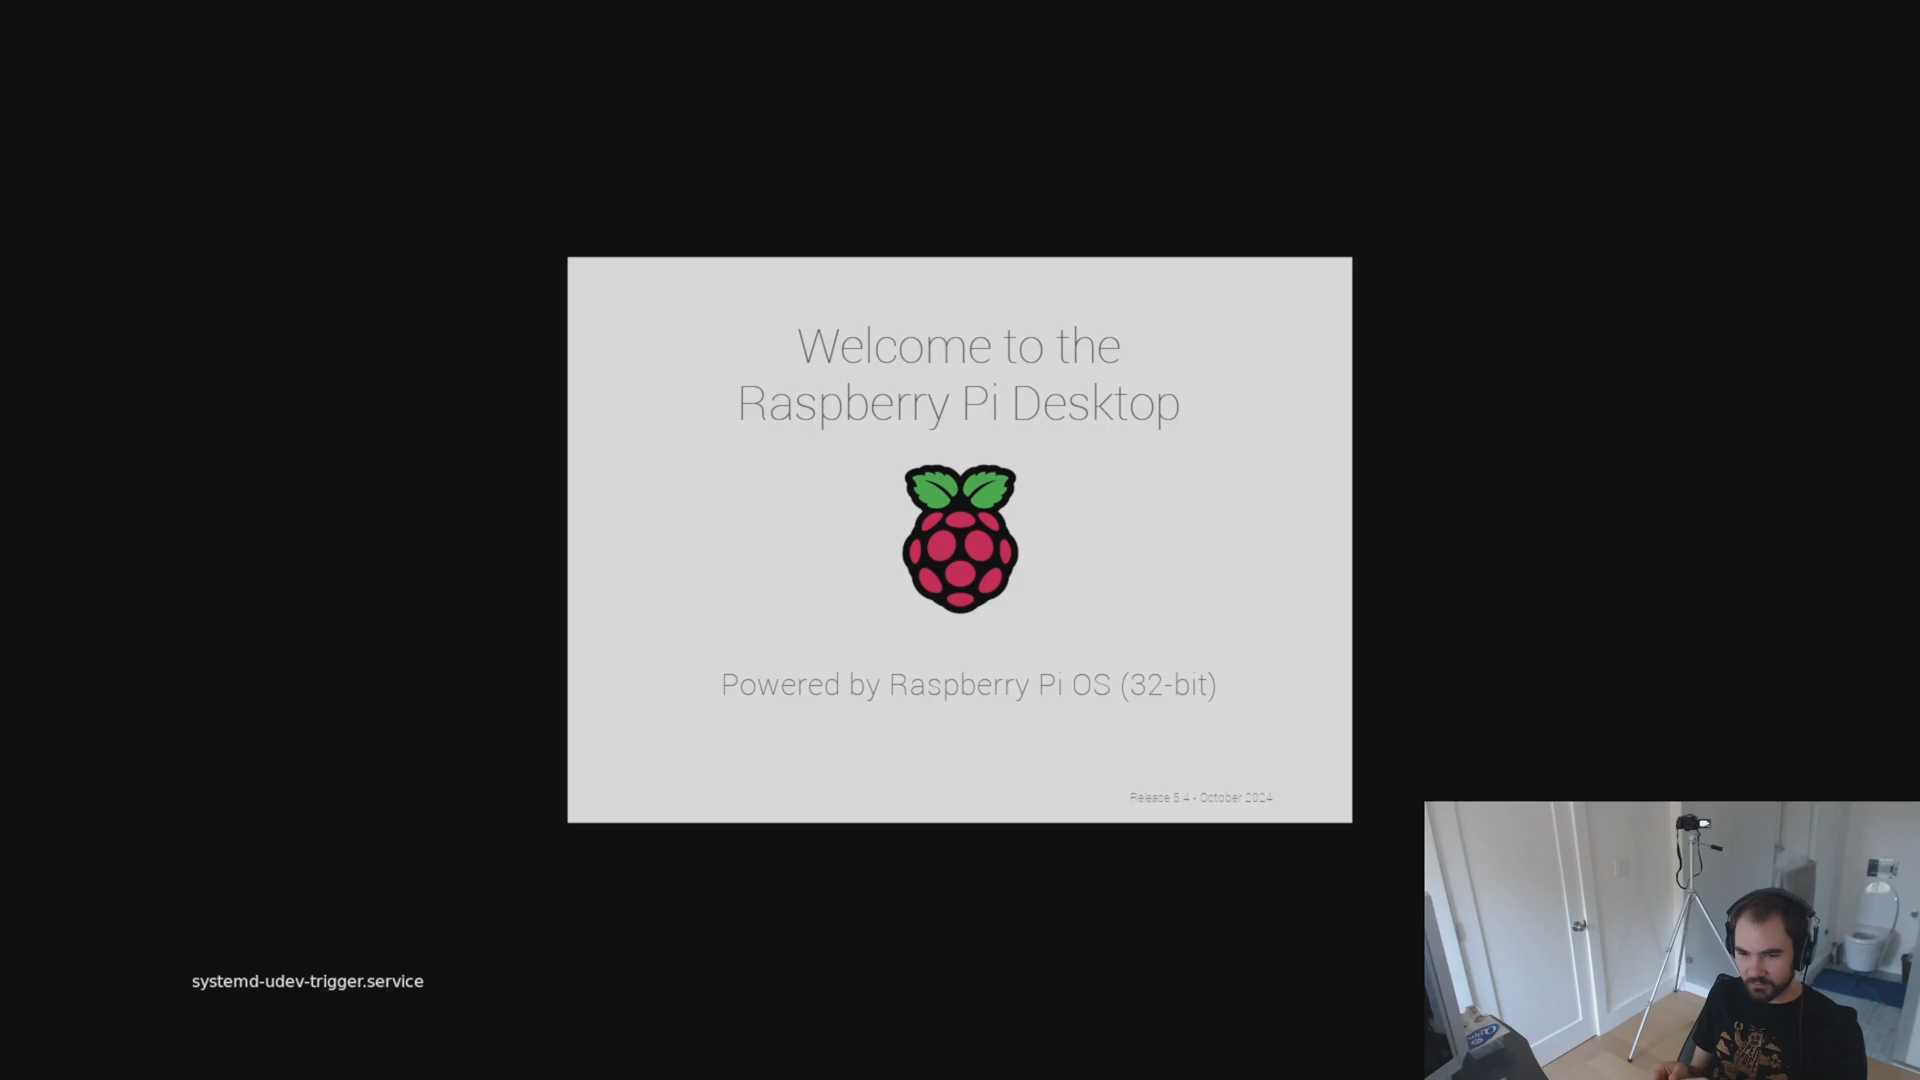 Welcome to the
Raspberry Pi Desktop
Powered by Raspberry Pi OS (32-bit)
Release 5.4 - October 2024
systemd-udev-trigger.service